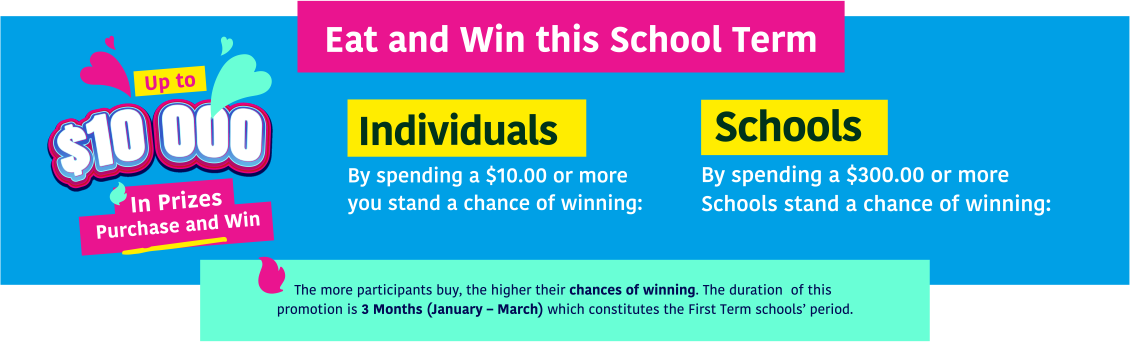 Eat and Win this School Term
Up to
$10 000
In Prizes
Purchase and Win
Individuals
By spending a $10.00 or more
you stand a chance of winning:
Schools
By spending a $300.00 or more
Schools stand a chance of winning:
The more participants buy, the higher their chances of winning. The duration of this
promotion is 3 Months (January – March) which constitutes the First Term schools’ period.